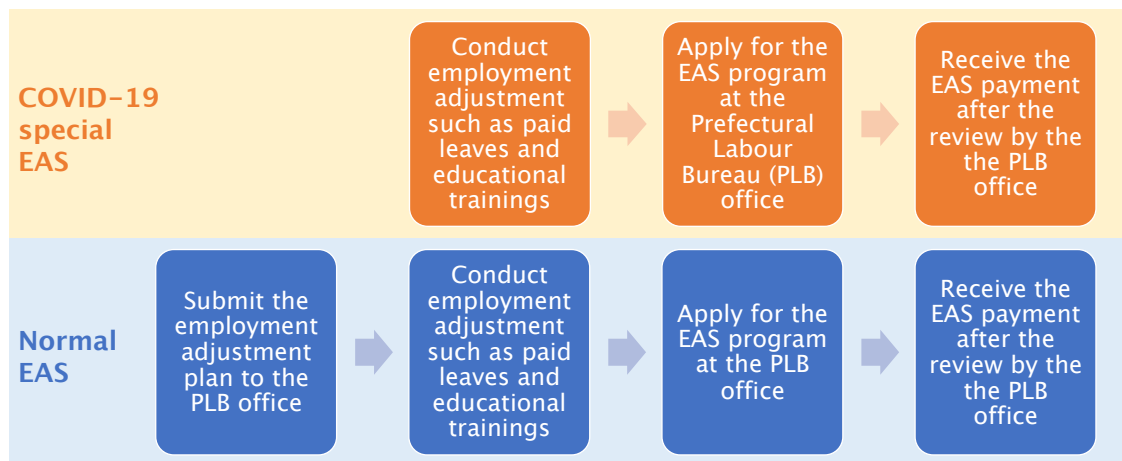 COVID-19
special
EAS
Conduct
employment
adjustment
such as paid
leaves and
educational
trainings
Apply for the
EAS program
at the
Prefectural
Labour
Bureau (PLB)
office
Receive the
EAS payment
after the
review by the
the PLB
office
Normal
EAS
Submit the
employment
adjustment
plan to the
PLB office
Conduct
employment
adjustment
such as paid
leaves and
educational
trainings
Apply for the
EAS program
at the PLB
office
Receive the
EAS payment
after the
review by the
the PLB
office